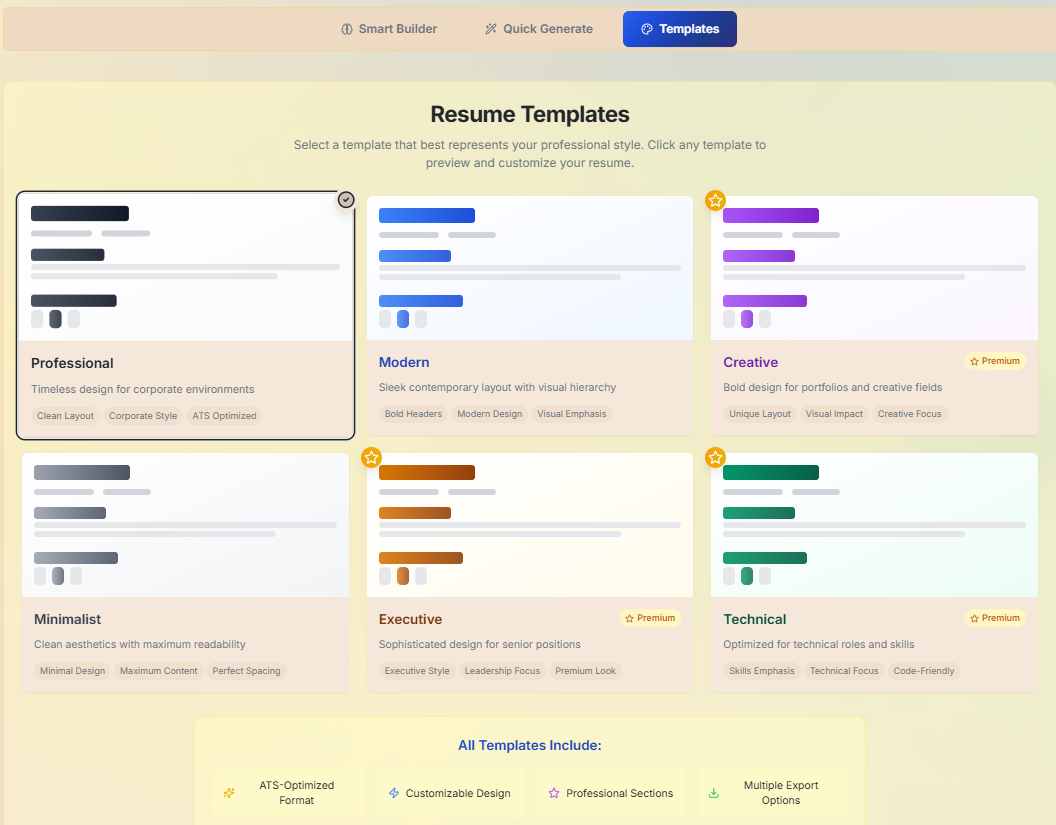 Smart Builder
Quick Generate
Templates
Resume Templates
Select a template that best represents your professional style. Click any template to
preview and customize your resume.
Professional
Timeless design for corporate environments
Clean Layout
Corporate Style
ATS Optimized
Modern
Sleek contemporary layout with visual hierarchy
Bold Headers
Modern Design
Visual Emphasis
Creative
Premium
Bold design for portfolios and creative fields
Unique Layout
Visual Impact
Creative Focus
Minimalist
Clean aesthetics with maximum readability
Minimal Design
Maximum Content
Perfect Spacing
Executive
Premium
Sophisticated design for senior positions
Executive Style
Leadership Focus
Premium Look
Technical
Premium
Optimized for technical roles and skills
Skills Emphasis
Technical Focus
Code-Friendly
All Templates Include:
ATS-Optimized
Format
Customizable Design
Professional Sections
Multiple Export
Options